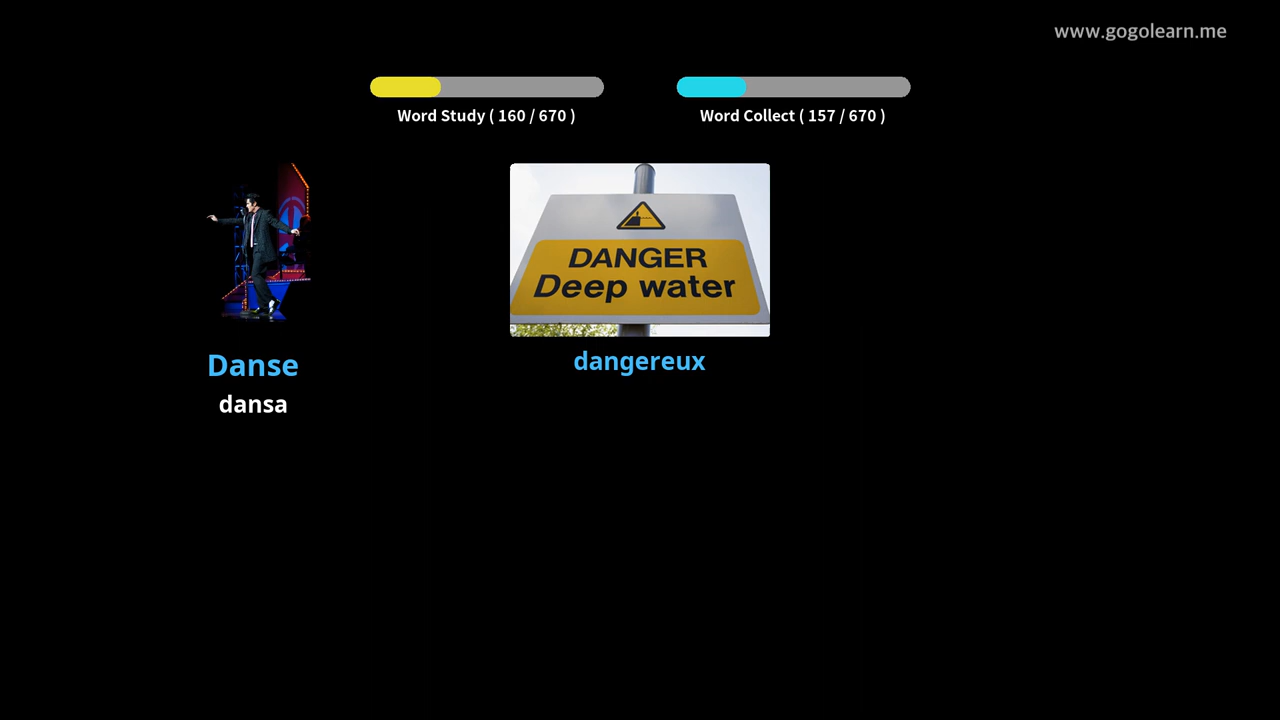 www.gogolearn.me
Word Study ( 160 / 670 )
Word Collect ( 157 / 670 )
DANGER
Deep water
Danse
dansa
dangereux